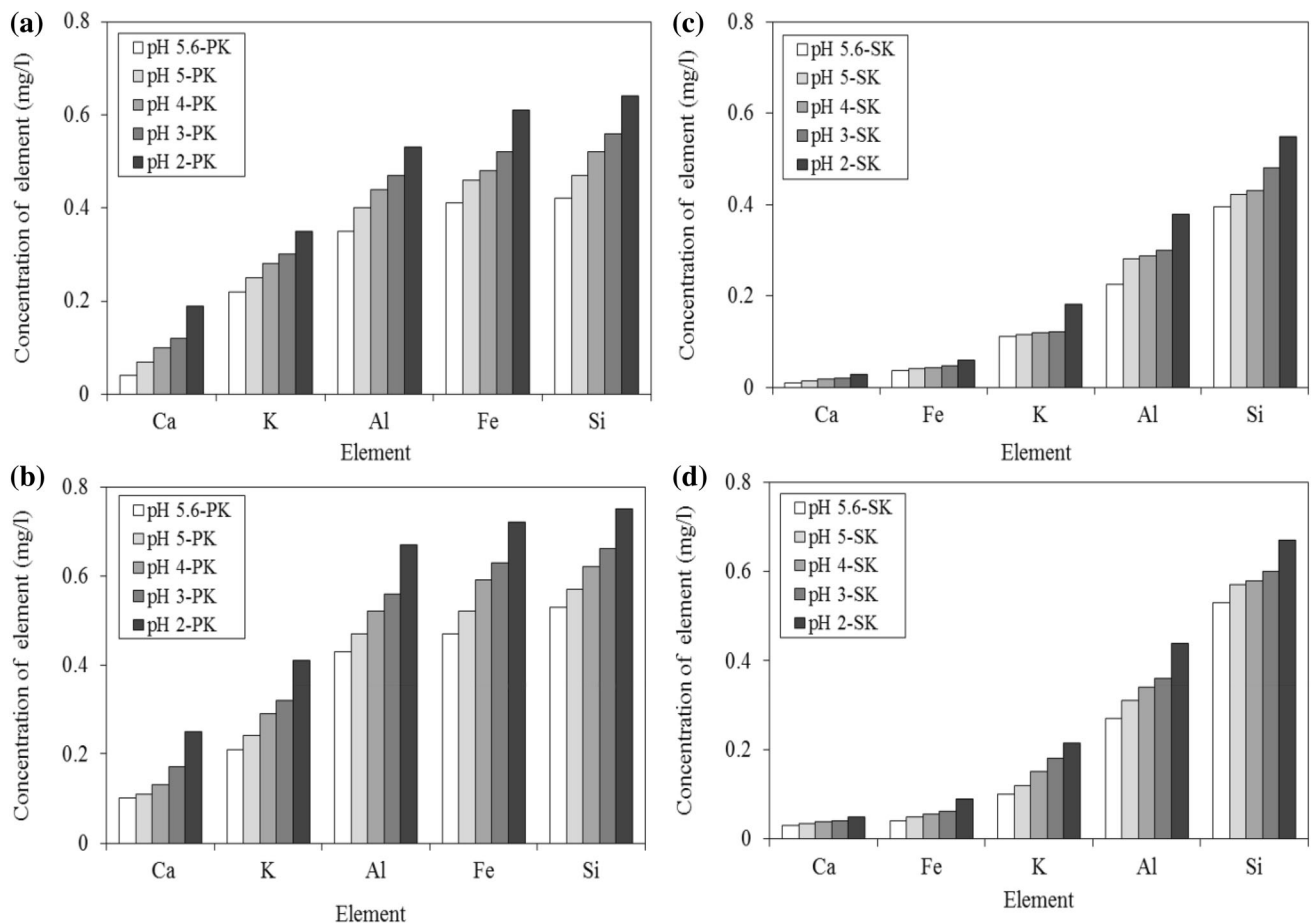 (a)
Concentration of element (mg/l)
0.8
0.6
0.4
0.2
0
pH 5.6-PK
pH 5-PK
pH 4-PK
pH 3-PK
pH 2-PK
Ca K Al Fe Si
Element
(c)
Concentration of element (mg/l)
0.8
0.6
0.4
0.2
0
pH 5.6-SK
pH 5-SK
pH 4-SK
pH 3-SK
pH 2-SK
Ca Fe K Al Si
Element
(b)
Concentration of element (mg/l)
0.8
0.6
0.4
0.2
0
pH 5.6-PK
pH 5-PK
pH 4-PK
pH 3-PK
pH 2-PK
Ca K Al Fe Si
Element
(d)
Concentration of element (mg/l)
0.8
0.6
0.4
0.2
0
pH 5.6-SK
pH 5-SK
pH 4-SK
pH 3-SK
pH 2-SK
Ca Fe K Al Si
Element